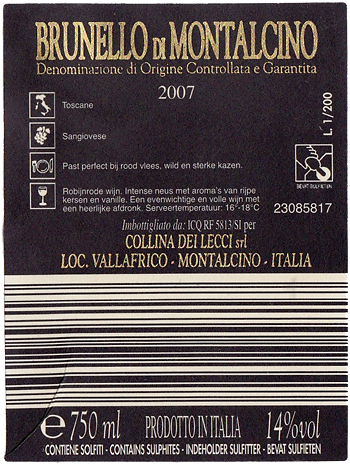 BRUNELLO DI MONTALCINO
Denominazione di Origine Controllata e Garantita
2007
L. 1/200
Toscane
Sangiovese
Past perfect bij rood vlees, wild en sterke kazen.
BEVAT SULFIETEN
Robijnrode wijn. Intense neus met aroma's van rijpe
kersen en vanille. Een evenwichtige en volle wijn met
een heerlijke afdronk. Serveertemperatuur: 16°-18°C
23085817
Imbottigliato da: ICQ RF 5813/SI per
COLLINA DEI LECCI srl
LOC. VALLAFRICO - MONTALCINO - ITALIA
e 750 ml PRODOTTO IN ITALIA 14% vol
CONTIENE SOLFITI - CONTAINS SULPHITES - INDEHOLDER SULFITTER - BEVAT SULFIETEN